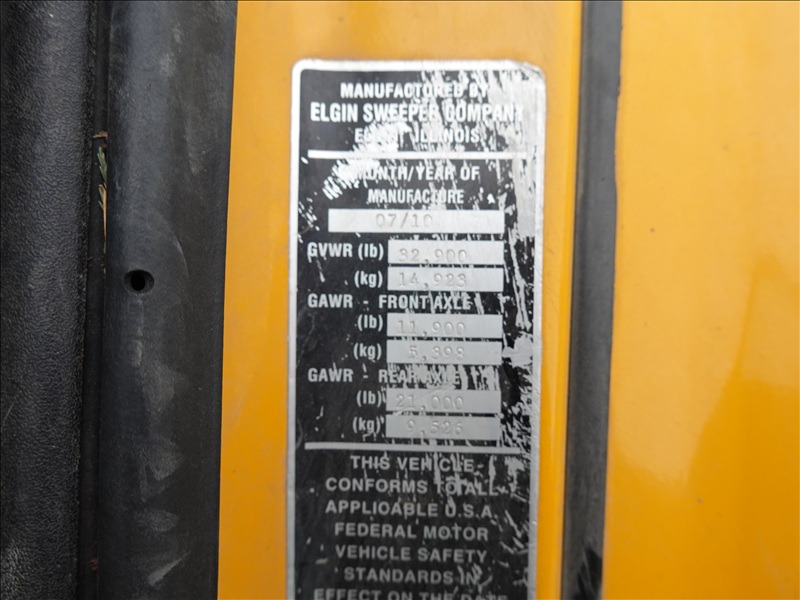 MANUFACTURED BY
ELGIN SWEEPER COMPANY
ELGIN ILLINOIS
MONTH/YEAR OF
MANUFACTURE
07/10
GVWR (lb) 32,900
(kg) 14,923
GAWR - FRONT AXLE
(lb) 11,900
(kg) 5,398
GAWR - REAR AXLE
(lb) 21,000
(kg) 9,525
THIS VEHICLE
CONFORMS TO ALL
APPLICABLE U.S.A.
FEDERAL MOTOR
VEHICLE SAFETY
STANDARDS IN
EFFECT ON THE DATE